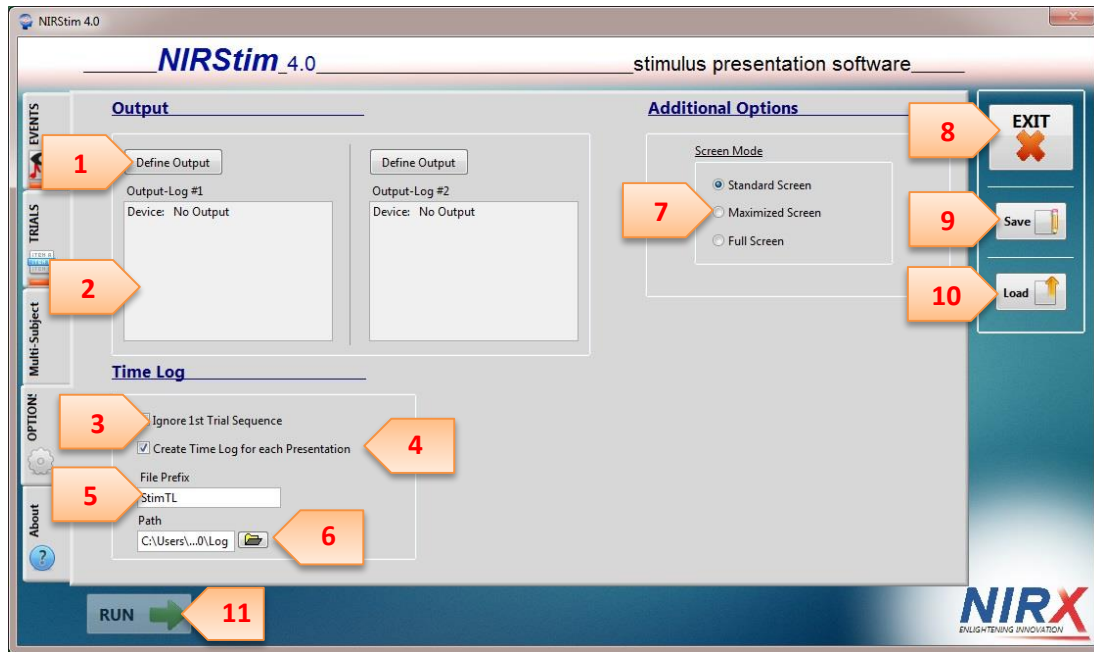 NIRStim 4.0
NIRStim_4.0
stimulus presentation software
EVENTS
TRIALS
Multi-Subject
OPTIONS
About
?
Output
1
Define Output
Define Output
Output-Log #1
Output-Log #2
Device: No Output
Device: No Output
2
Time Log
3
Ignore 1st Trial Sequence
Create Time Log for each Presentation
4
File Prefix
5
StimTL
Path
C:\Users\...0\Log
6
Additional Options
Screen Mode
Standard Screen
7
Maximized Screen
Full Screen
8
EXIT
9
Save
10
Load
RUN
11
NIRX
ENLIGHTENING INNOVATION